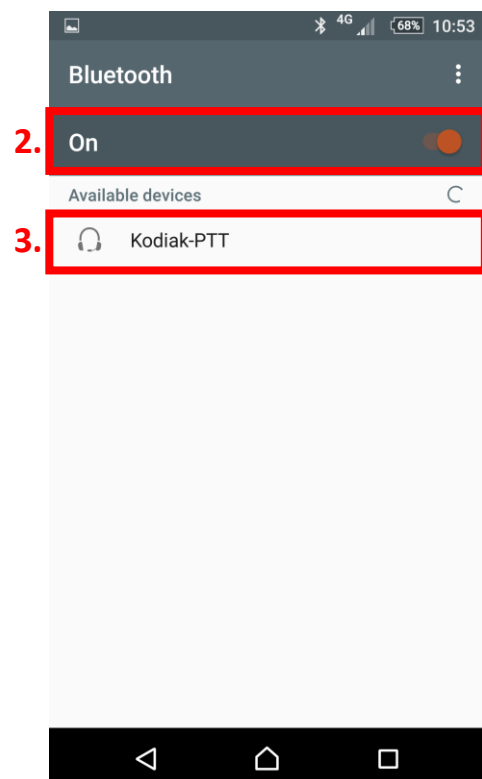 4G 68% 10:53
Bluetooth
2. On
Available devices
3. Kodiak-PTT